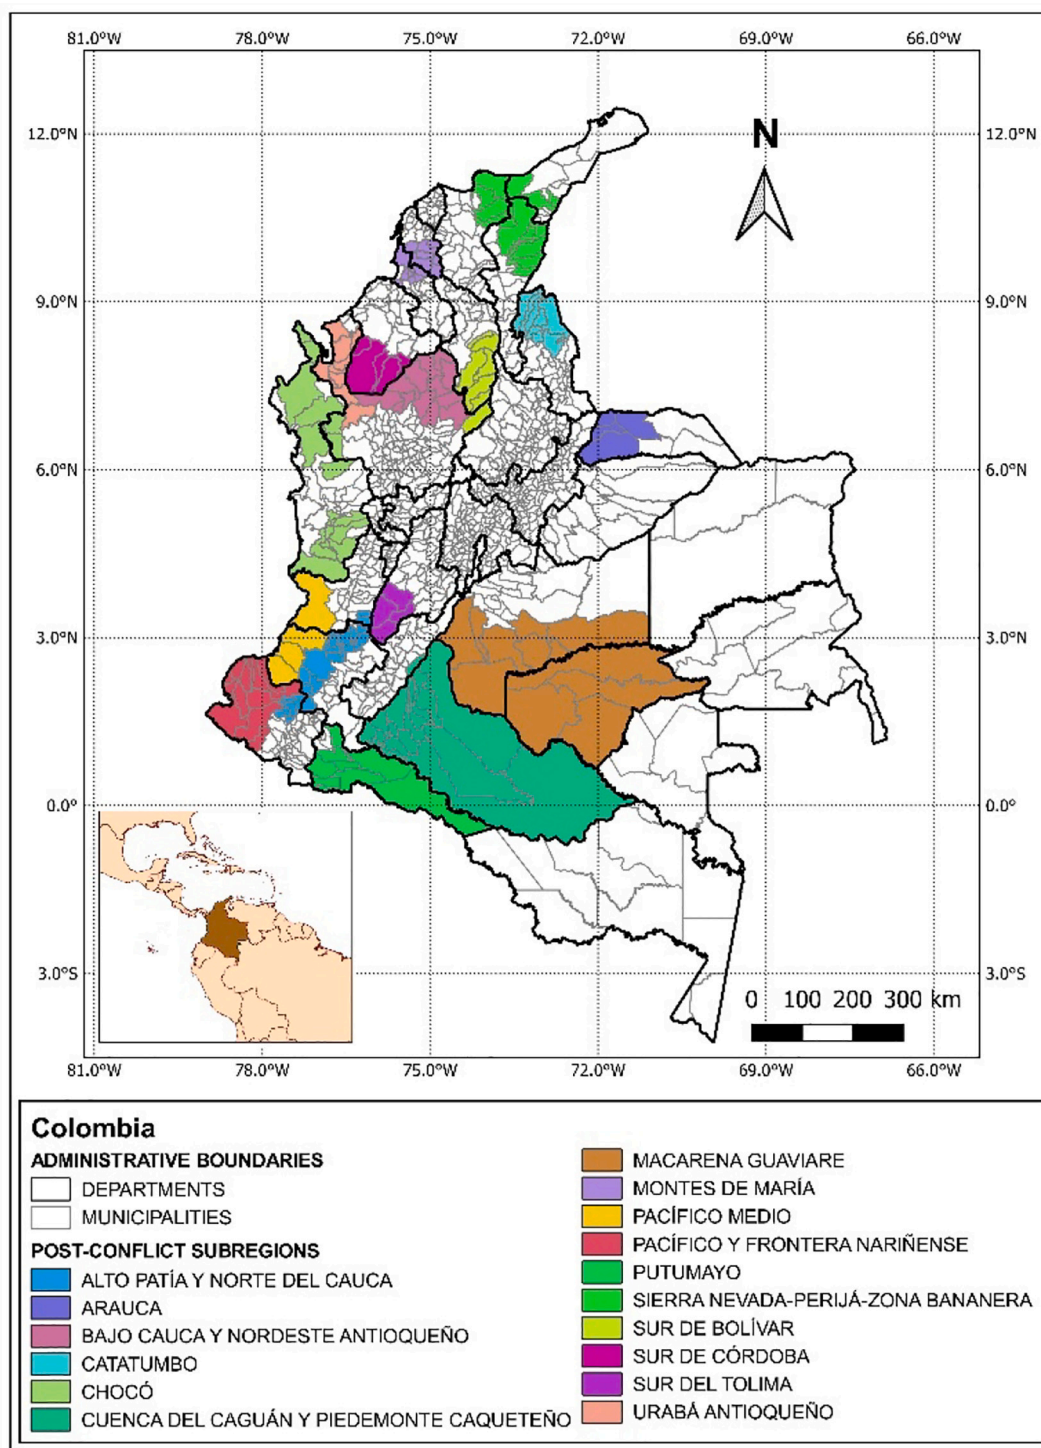 81.0°W 78.0°W 75.0°W 72.0°W 69.0°W 66.0°W
12.0°N 12.0°N
N
9.0°N 9.0°N
6.0°N 6.0°N
3.0°N 3.0°N
0.0° 0.0°
3.0°S 3.0°S
0 100 200 300 km
81.0°W 78.0°W 75.0°W 72.0°W 69.0°W 66.0°W
Colombia
ADMINISTRATIVE BOUNDARIES
DEPARTMENTS
MUNICIPALITIES
POST-CONFLICT SUBREGIONS
ALTO PATÍA Y NORTE DEL CAUCA
ARAUCA
BAJO CAUCA Y NORDESTE ANTIOQUEÑO
CATATUMBO
CHOCÓ
CUENCA DEL CAGUÁN Y PIEDEMONTE CAQUETEÑO
MACARENA GUAVIARE
MONTES DE MARÍA
PACÍFICO MEDIO
PACÍFICO Y FRONTERA NARIÑENSE
PUTUMAYO
SIERRA NEVADA-PERIJÁ-ZONA BANANERA
SUR DE BOLÍVAR
SUR DE CÓRDOBA
SUR DEL TOLIMA
URABÁ ANTIOQUEÑO